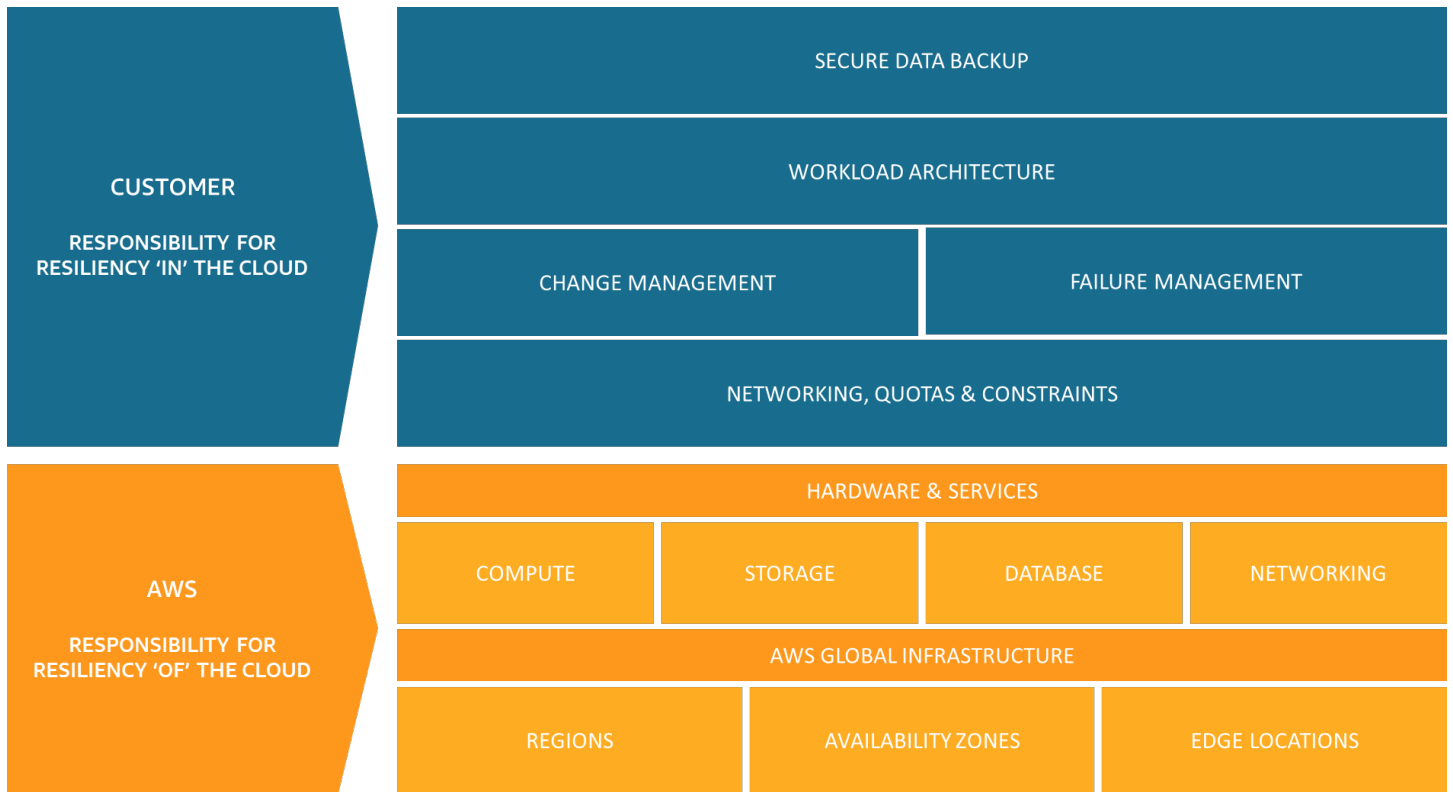 CUSTOMER
RESPONSIBILITY FOR
RESILIENCY ‘IN’ THE CLOUD
SECURE DATA BACKUP
WORKLOAD ARCHITECTURE
CHANGE MANAGEMENT
FAILURE MANAGEMENT
NETWORKING, QUOTAS & CONSTRAINTS
AWS
RESPONSIBILITY FOR
RESILIENCY ‘OF’ THE CLOUD
HARDWARE & SERVICES
COMPUTE
STORAGE
DATABASE
NETWORKING
AWS GLOBAL INFRASTRUCTURE
REGIONS
AVAILABILITY ZONES
EDGE LOCATIONS